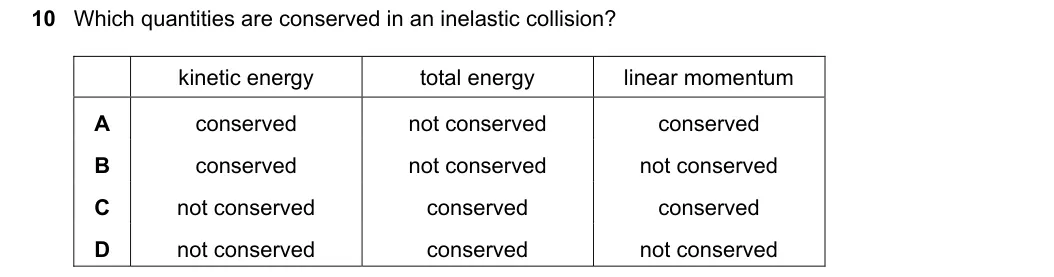 10 Which quantities are conserved in an inelastic collision?
kinetic energy total energy linear momentum
A conserved not conserved conserved
B conserved not conserved not conserved
C not conserved conserved conserved
D not conserved conserved not conserved